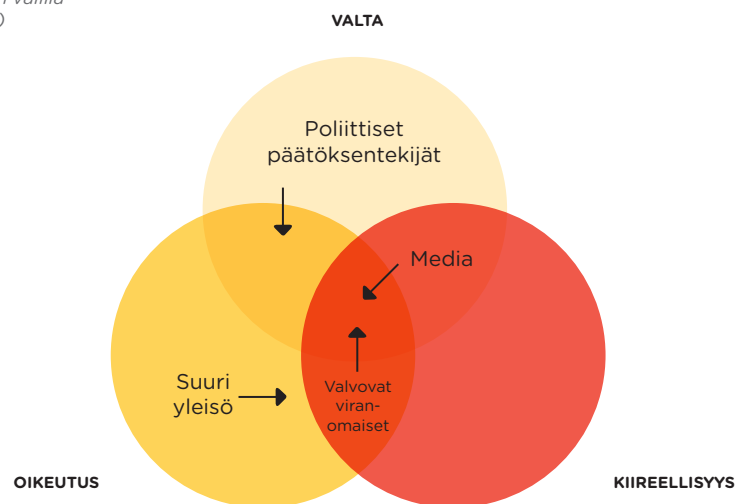 VALTA
Poliittiset
päätöksentekijät
Media
Suuri
yleisö
Valvovat
viran-
omaiset
OIKEUTUS
KIIREELLISYYS